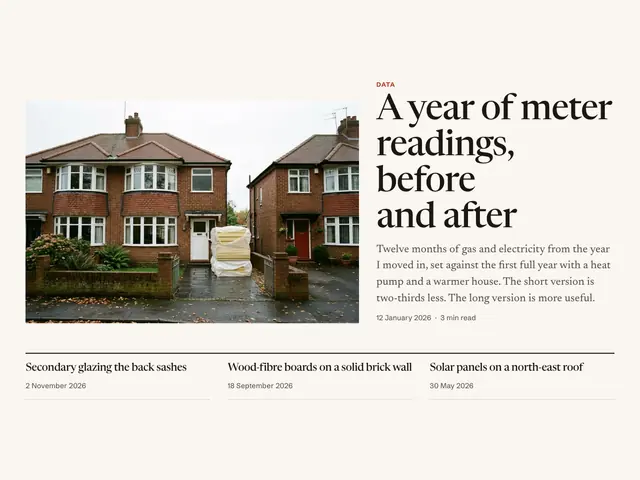 DATA
A year of meter
readings,
before
and after
Twelve months of gas and electricity from the year
I moved in, set against the first full year with a heat
pump and a warmer house. The short version is
two-thirds less. The long version is more useful.
12 January 2026 · 3 min read
Secondary glazing the back sashes
2 November 2026
Wood-fibre boards on a solid brick wall
18 September 2026
Solar panels on a north-east roof
30 May 2026